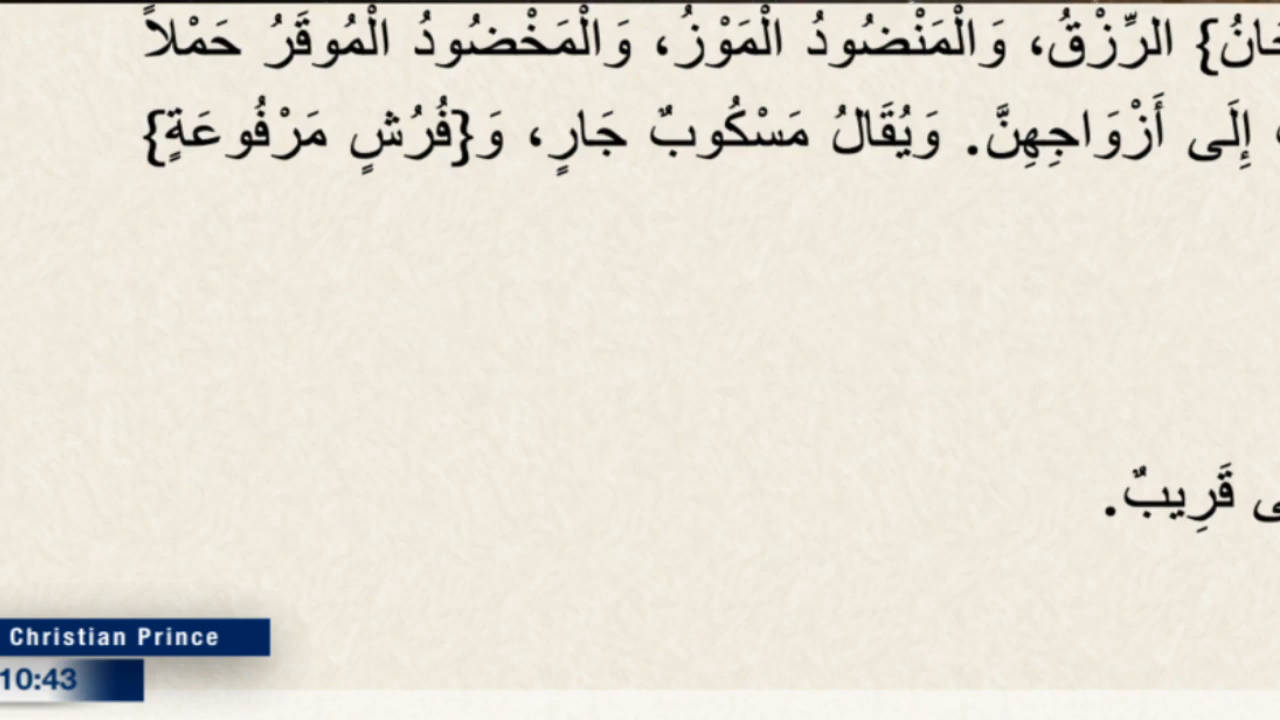 الرِّزْقُ، وَالْمَنْضُودُ الْمَوْزُ، وَالْمَخْضُودُ الْمُوقَرُ حَمْلاً
إِلَى أَزْوَاجِهِنَّ. وَيُقَالُ مَسْكُوبٌ جَارٍ، وَ{فُرُشٍ مَرْفُوعَةٍ}
قَرِيبٌ.
Christian Prince
10:43